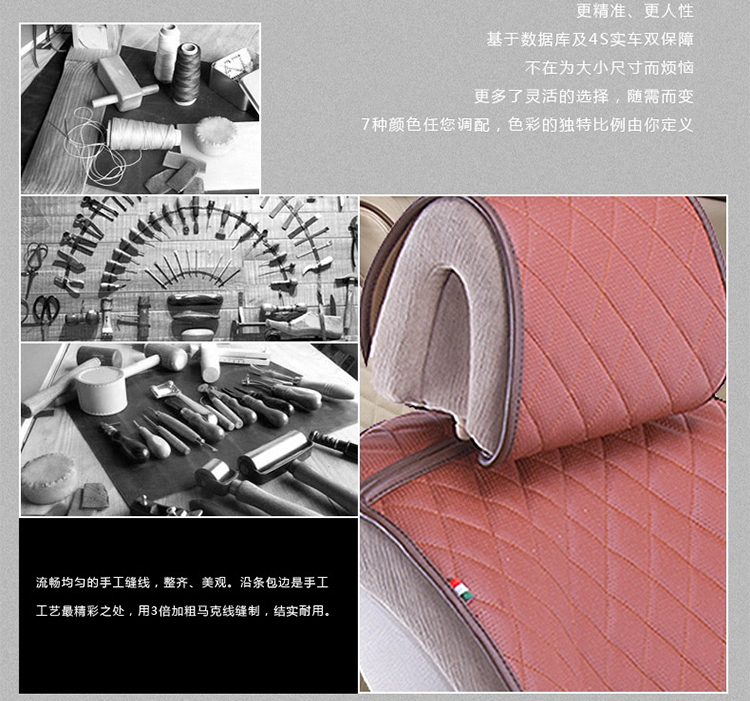 更精准、更人性
基于数据库及4S实车双保障
不在为大小尺寸而烦恼
更多了灵活的选择，随需而变
7种颜色任您调配，色彩的独特比例由你定义
流畅均匀的手工缝线，整齐、美观。沿条包边是手工
工艺最精彩之处，用3倍加粗马克线缝制，结实耐用。